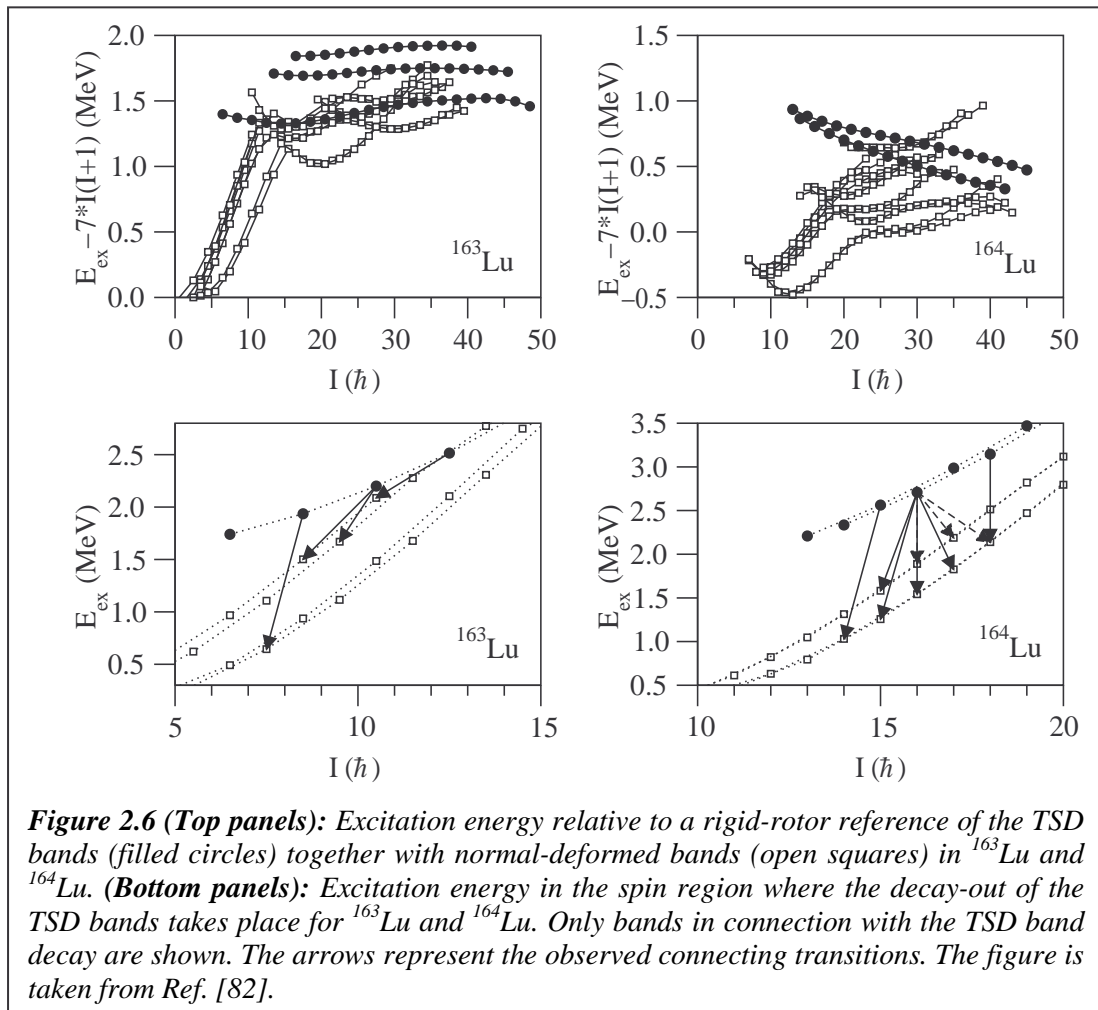 2.0
1.5
1.0
0.5
0.0
E_ex−7*I(I+1) (MeV)
¹⁶³Lu
0 10 20 30 40 50
I (ħ)
1.5
1.0
0.5
0.0
−0.5
E_ex−7*I(I+1) (MeV)
¹⁶⁴Lu
0 10 20 30 40 50
I (ħ)
2.5
2.0
1.5
1.0
0.5
E_ex (MeV)
¹⁶³Lu
5 10 15
I (ħ)
3.5
3.0
2.5
2.0
1.5
1.0
0.5
E_ex (MeV)
¹⁶⁴Lu
10 15 20
I (ħ)
Figure 2.6 (Top panels): Excitation energy relative to a rigid-rotor reference of the TSD
bands (filled circles) together with normal-deformed bands (open squares) in ¹⁶³Lu and
¹⁶⁴Lu. (Bottom panels): Excitation energy in the spin region where the decay-out of the
TSD bands takes place for ¹⁶³Lu and ¹⁶⁴Lu. Only bands in connection with the TSD band
decay are shown. The arrows represent the observed connecting transitions. The figure is
taken from Ref. [82].